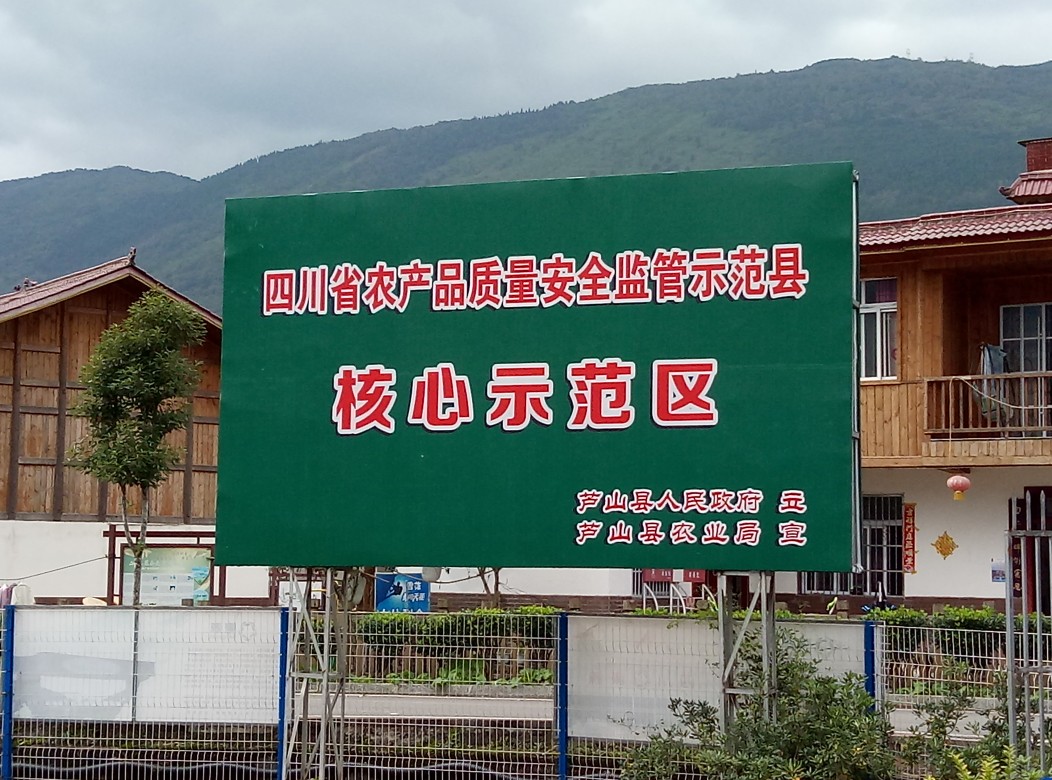 四川省农产品质量安全监管示范县
核心示范区
芦山县人民政府 立
芦山县农业局 宣